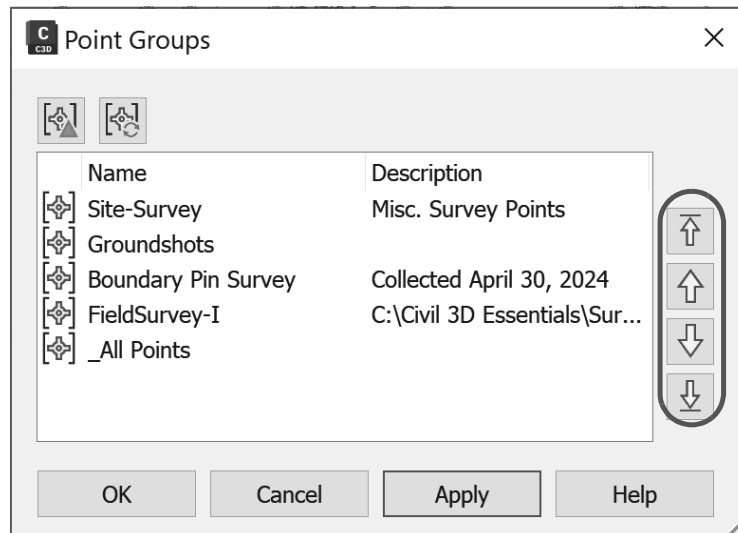 C
C3D
Point Groups
Name Description
Site-Survey Misc. Survey Points
Groundshots
Boundary Pin Survey Collected April 30, 2024
FieldSurvey-I C:\Civil 3D Essentials\Sur...
_All Points
OK Cancel Apply Help